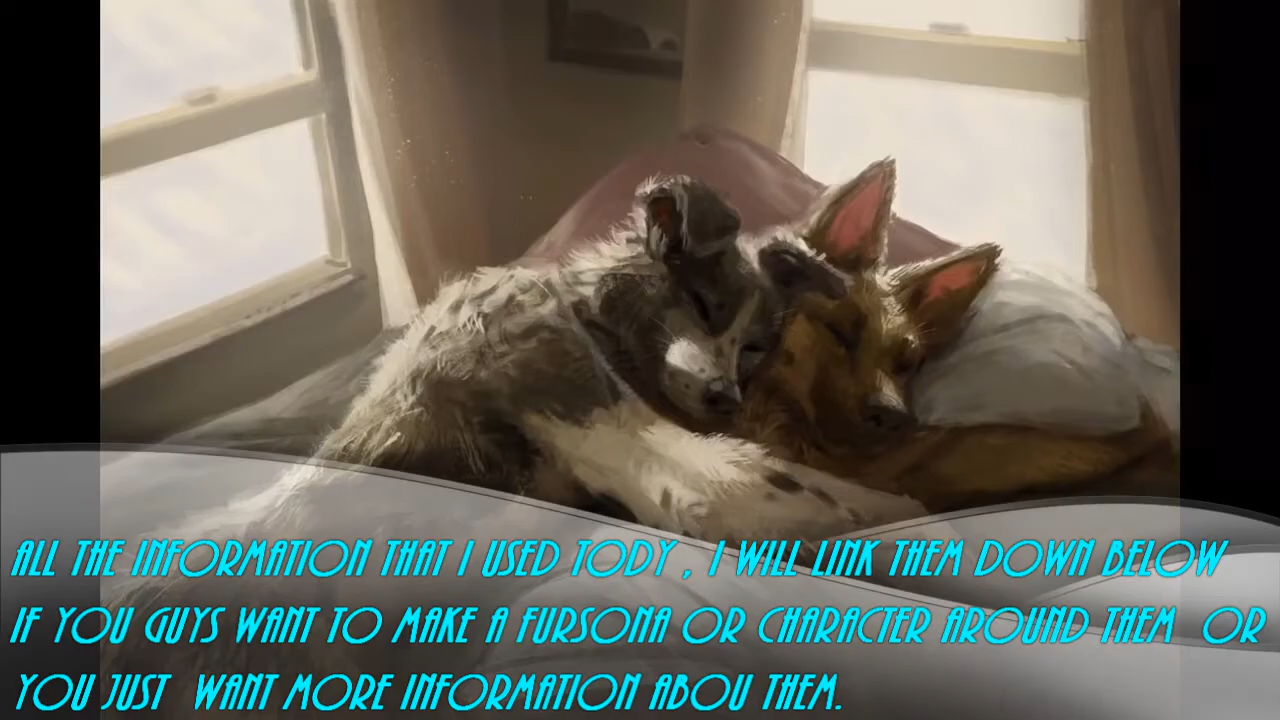 ALL THE INFORMATION THAT I USED TODY , I WILL LINK THEM DOWN BELOW
IF YOU GUYS WANT TO MAKE A FURSONA OR CHARACTER AROUND THEM OR
YOU JUST WANT MORE INFORMATION ABOU THEM.